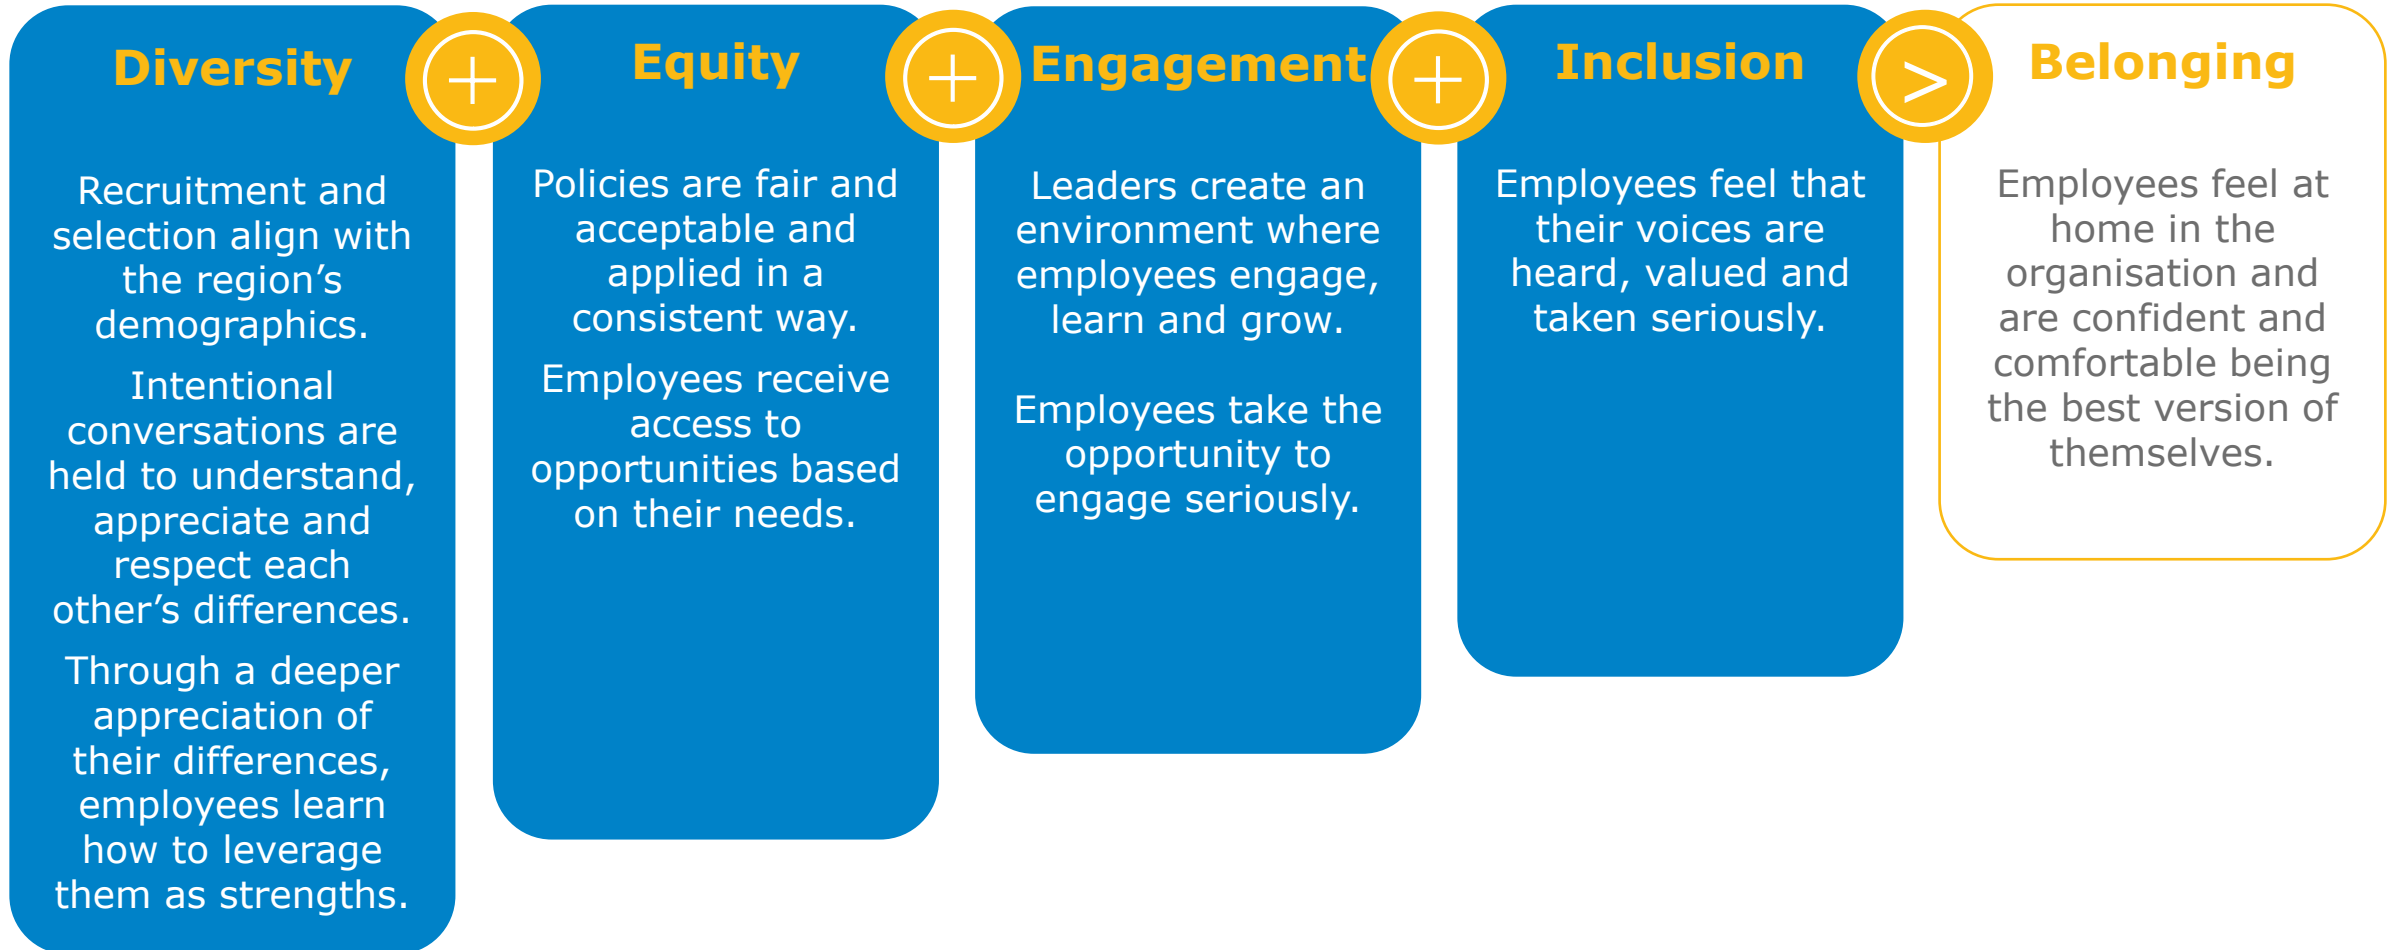 Diversity
Recruitment and
selection align with
the region’s
demographics.
Intentional
conversations are
held to understand,
appreciate and
respect each
other’s differences.
Through a deeper
appreciation of
their differences,
employees learn
how to leverage
them as strengths.
+
Equity
Policies are fair and
acceptable and
applied in a
consistent way.
Employees receive
access to
opportunities based
on their needs.
+
Engagement
Leaders create an
environment where
employees engage,
learn and grow.
Employees take the
opportunity to
engage seriously.
+
Inclusion
Employees feel that
their voices are
heard, valued and
taken seriously.
>
Belonging
Employees feel at
home in the
organisation and
are confident and
comfortable being
the best version of
themselves.